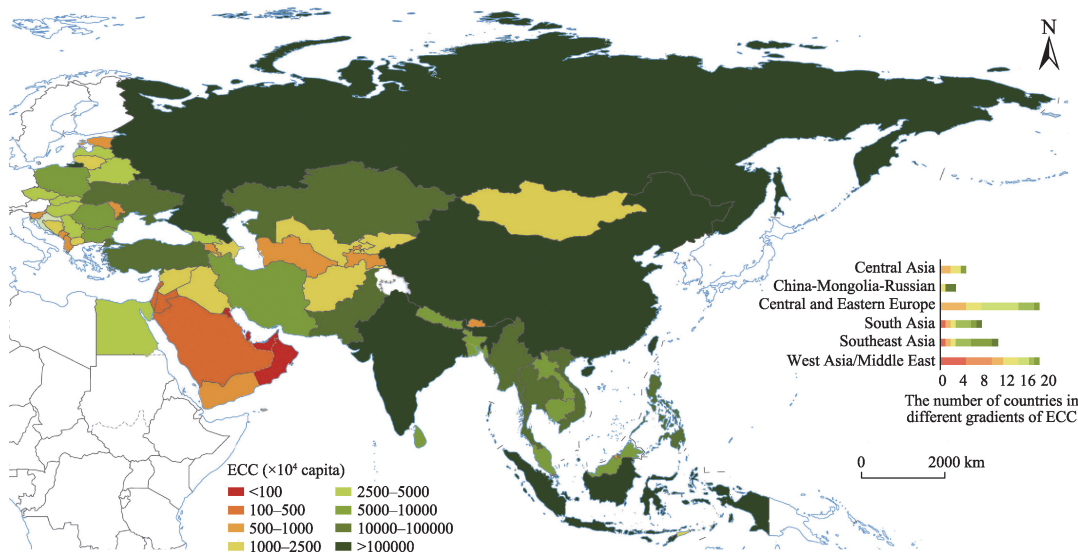 N
Central Asia
China-Mongolia-Russian
Central and Eastern Europe
South Asia
Southeast Asia
West Asia/Middle East
0 4 8 12 16 20
The number of countries in
different gradients of ECC
0 2000 km
ECC (×10⁴ capita)
<100 2500–5000
100–500 5000–10000
500–1000 10000–100000
1000–2500 >100000